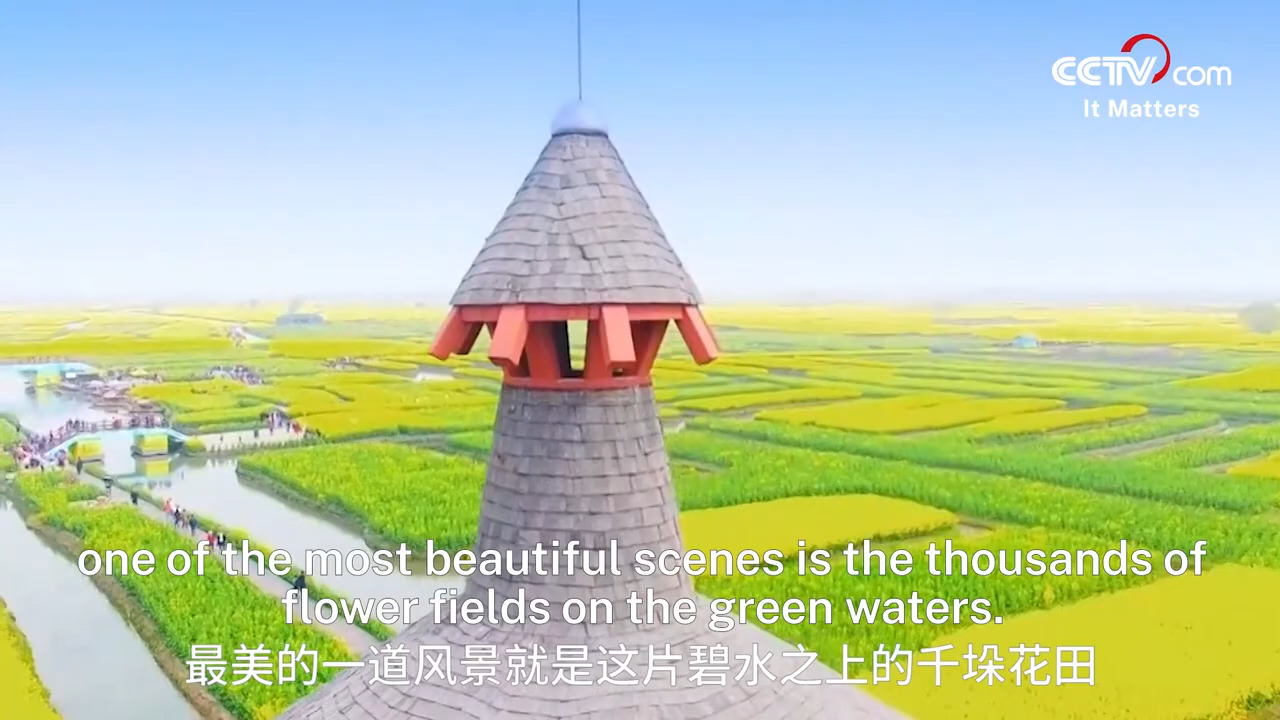 CCTV.com
It Matters
one of the most beautiful scenes is the thousands of
flower fields on the green waters.
最美的一道风景就是这片碧水之上的千垛花田